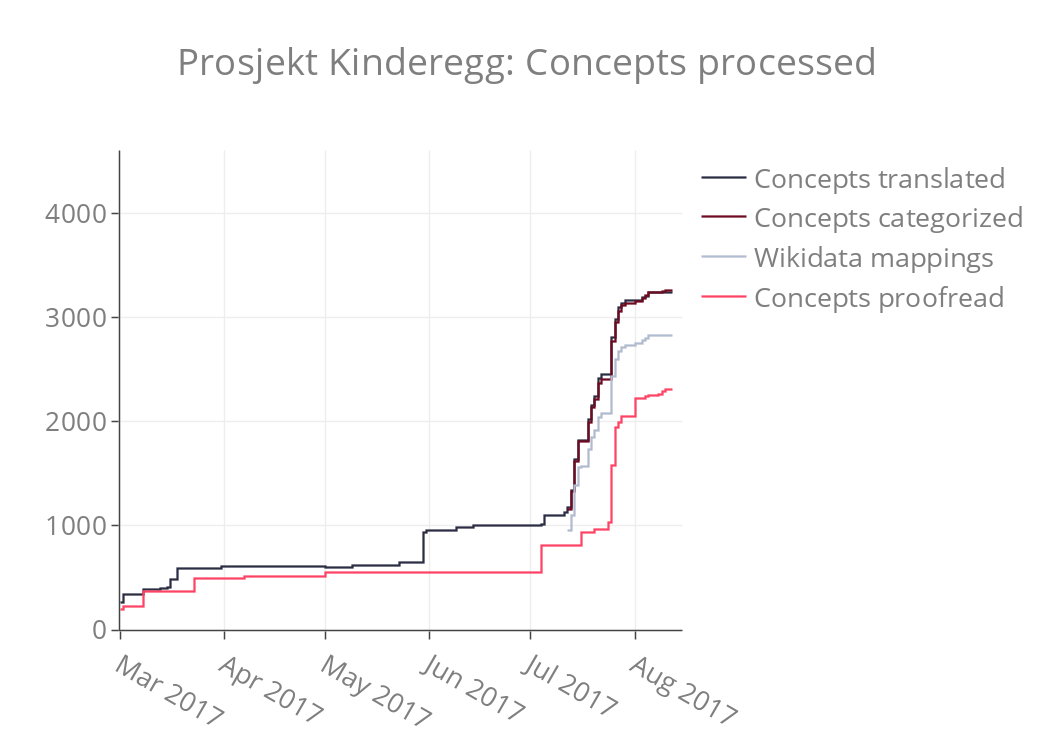 Prosjekt Kinderegg: Concepts processed
Concepts translated
Concepts categorized
Wikidata mappings
Concepts proofread
4000
3000
2000
1000
0
Mar 2017
Apr 2017
May 2017
Jun 2017
Jul 2017
Aug 2017